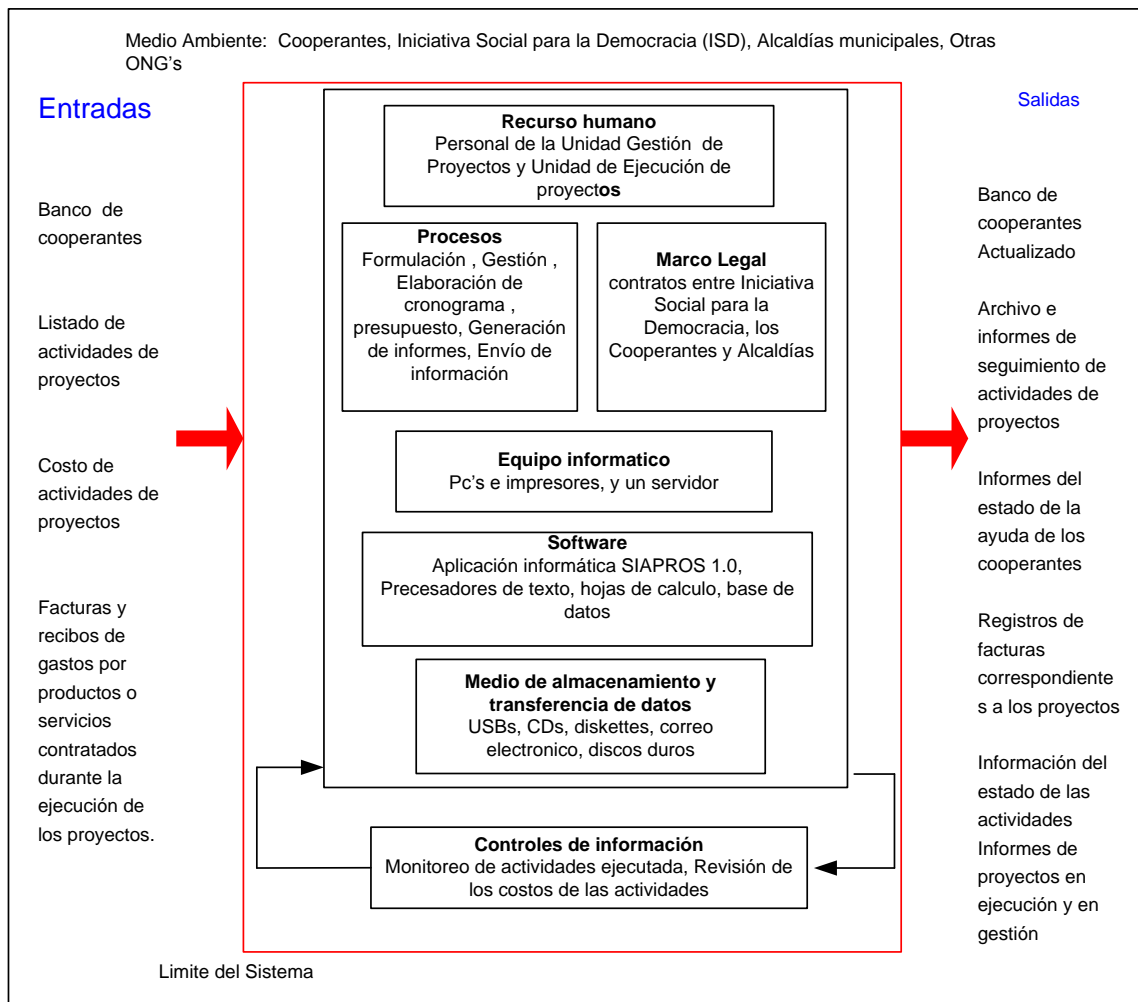 Medio Ambiente:  Cooperantes, Iniciativa Social para la Democracia (ISD), Alcaldías municipales, Otras
ONG's
Entradas
Banco  de
cooperantes
Listado de
actividades de
proyectos
Costo de
actividades de
proyectos
Facturas y
recibos de
gastos por
productos o
servicios
contratados
durante la
ejecución de
los proyectos.
Recurso humano
Personal de la Unidad Gestión  de
Proyectos y Unidad de Ejecución de
proyectos
Procesos
Formulación , Gestión ,
Elaboración de
cronograma ,
presupuesto, Generación
de informes, Envío de
información
Marco Legal
contratos entre Iniciativa
Social para la
Democracia, los
Cooperantes y Alcaldías
Equipo informatico
Pc's e impresores, y un servidor
Software
Aplicación informática SIAPROS 1.0,
Precesadores de texto, hojas de calculo, base de
datos
Medio de almacenamiento y
transferencia de datos
USBs, CDs, diskettes, correo
electronico, discos duros
Controles de información
Monitoreo de actividades ejecutada, Revisión de
los costos de las actividades
Salidas
Banco de
cooperantes
Actualizado
Archivo e
informes de
seguimiento de
actividades de
proyectos
Informes del
estado de la
ayuda de los
cooperantes
Registros de
facturas
correspondiente
s a los proyectos
Información del
estado de las
actividades
Informes de
proyectos en
ejecución y en
gestión
Limite del Sistema